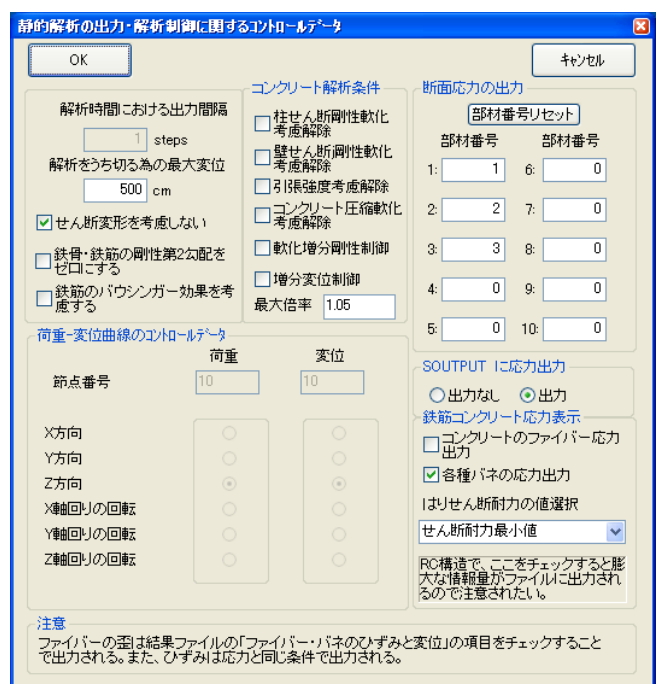 静的解析の出力・解析制御に関するコントロールデータ
OK
キャンセル
解析時間における出力間隔
1 steps
解析をうち切る為の最大変位
500 cm
せん断変形を考慮しない
鉄骨・鉄筋の剛性第2勾配を
ゼロにする
鉄筋のバウシンガー効果を考
慮する
コンクリート解析条件
柱せん断剛性軟化
考慮解除
壁せん断剛性軟化
考慮解除
引張強度考慮解除
コンクリート圧縮軟化
考慮解除
軟化増分剛性制御
増分変位制御
最大倍率 1.05
断面応力の出力
部材番号リセット
部材番号 部材番号
1: 1 6: 0
2: 2 7: 0
3: 3 8: 0
4: 0 9: 0
5: 0 10: 0
荷重-変位曲線のコントロールデータ
荷重 変位
節点番号 10 10
X方向
Y方向
Z方向
X軸回りの回転
Y軸回りの回転
Z軸回りの回転
SOUTPUT に応力出力
出力なし 出力
鉄筋コンクリート応力表示
コンクリートのファイバー応力
出力
各種バネの応力出力
はりせん断耐力の値選択
せん断耐力最小値
RC構造で、ここをチェックすると膨
大な情報量がファイルに出力され
るので注意されたい。
注意
ファイバーの歪は結果ファイルの「ファイバー・バネのひずみと変位」の項目をチェックすること
で出力される。また、ひずみは応力と同じ条件で出力される。